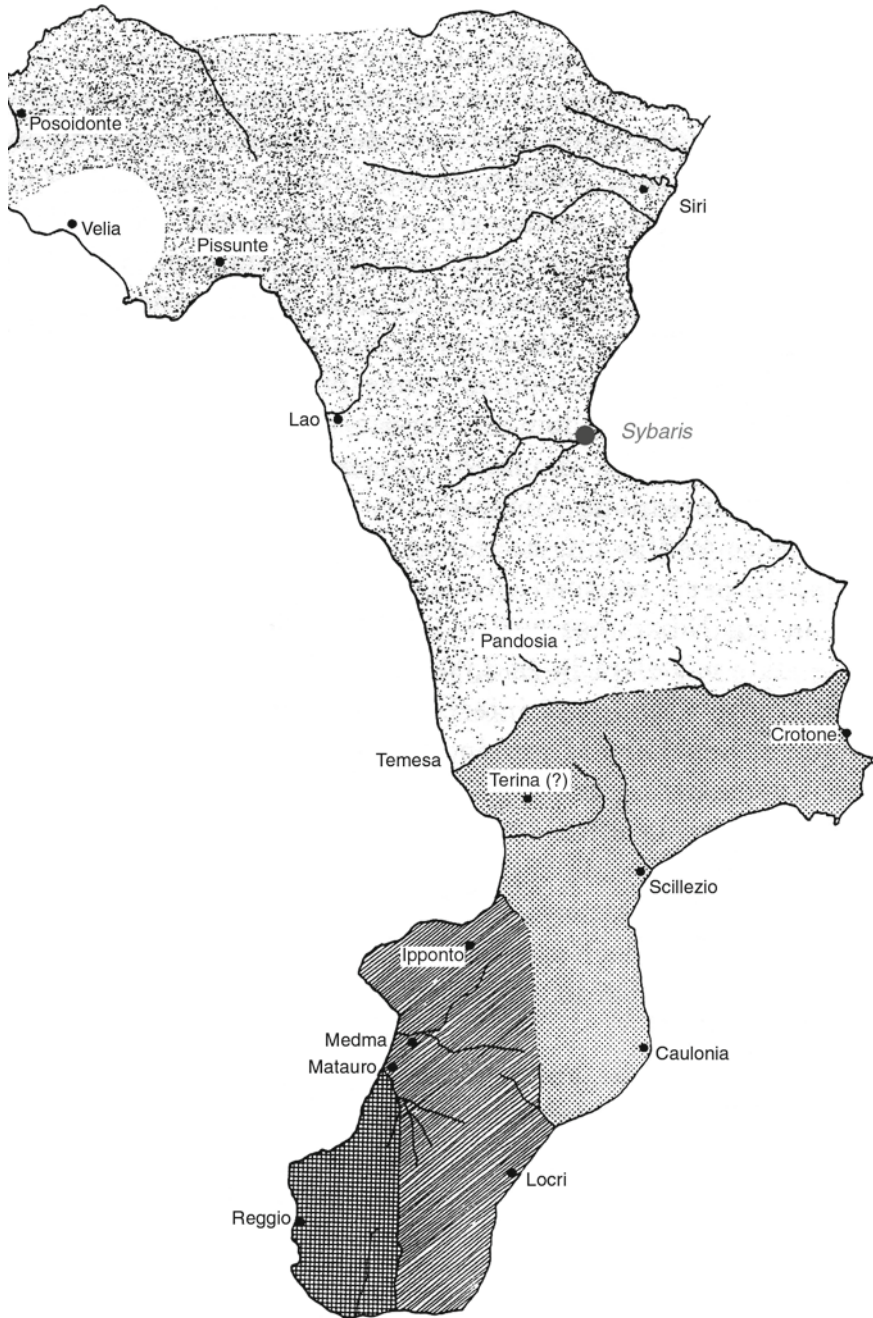 Posoidonte
Siri
Velia
Pissunte
Lao
Sybaris
Pandosia
Crotone
Temesa
Terina (?)
Scillezio
Ipponto
Medma
Caulonia
Matauro
Locri
Reggio